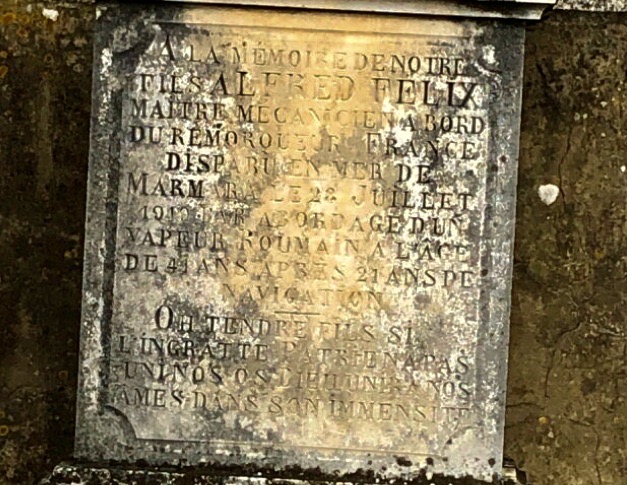 A LA MÉMOIRE DE NOTRE
FILS ALFRED FELIX
MAITRE MÉCANICIEN A BORD
DU REMORQUEUR FRANCE
DISPARU EN MER DE
MARMARA LE 28 JUILLET
PAR ABORDAGE D'UN
VAPEUR ROUMAIN A L'ÂGE
DE 41 ANS APRÈS 21 ANS DE
NAVIGATION
OH TENDRE FILS SI
L'INGRATTE PATRIE N'A PAS
UNI NOS OS DIEU UNIRA NOS
AMES DANS SON IMMENSITÉ